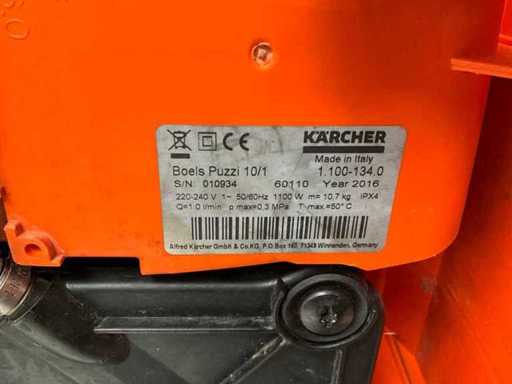 CE KÄRCHER
Made in Italy
Boels Puzzi 10/1 1.100-134.0
S/N. 010934 60110 Year 2016
220-240 V 1~ 50/60Hz 1100 W m= 10,7 kg IPX4
Q=1.0 l/min p max=0,3 MPa T max=50° C
Alfred Kärcher GmbH & Co.KG, P.O. Box 160, 71349 Winnenden, Germany